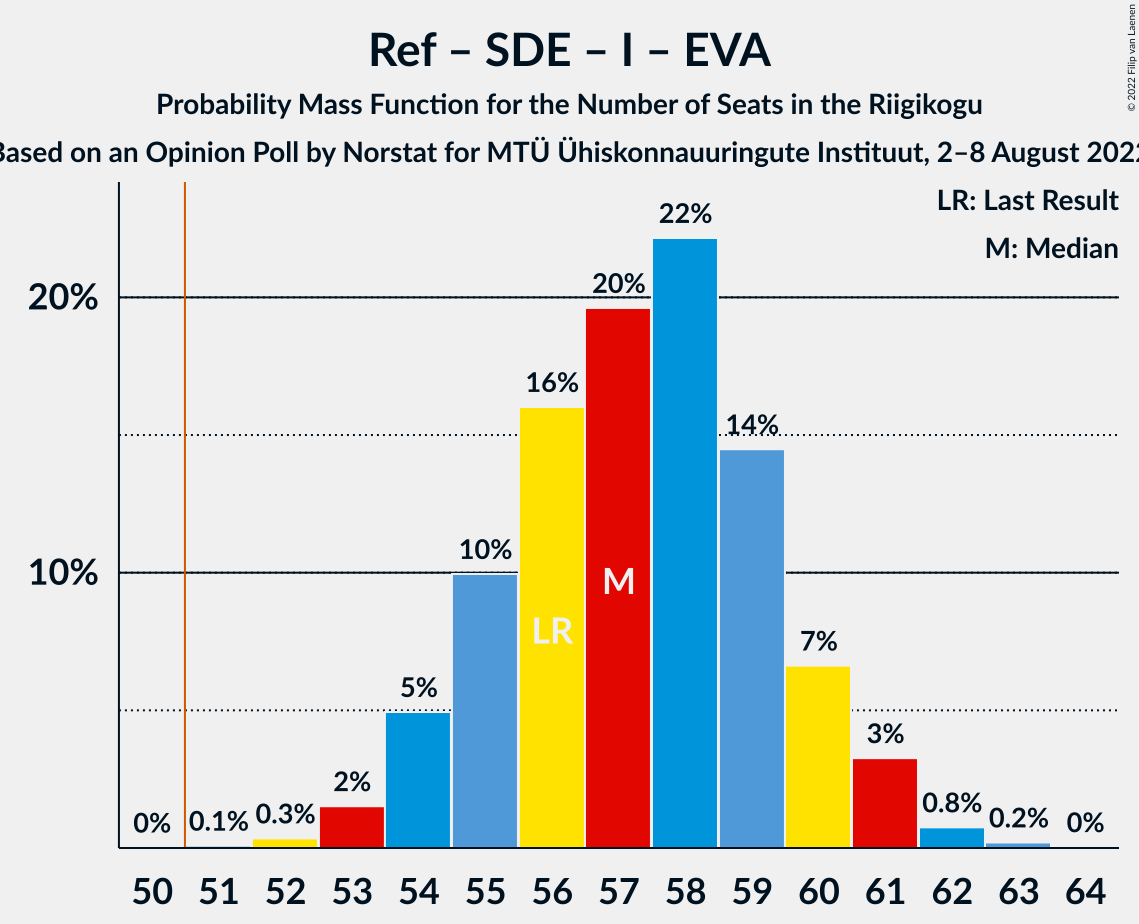 Ref – SDE – I – EVA
Probability Mass Function for the Number of Seats in the Riigikogu
Based on an Opinion Poll by Norstat for MTÜ Ühiskonnauuringute Instituut, 2–8 August 2022
© 2022 Filip van Laenen
LR: Last Result
M: Median
22%
20%
20%
16%
14%
10%
10%
7%
5%
3%
2%
0.8%
0.3%
0.2%
0.1%
0%
0%
LR
M
50 51 52 53 54 55 56 57 58 59 60 61 62 63 64